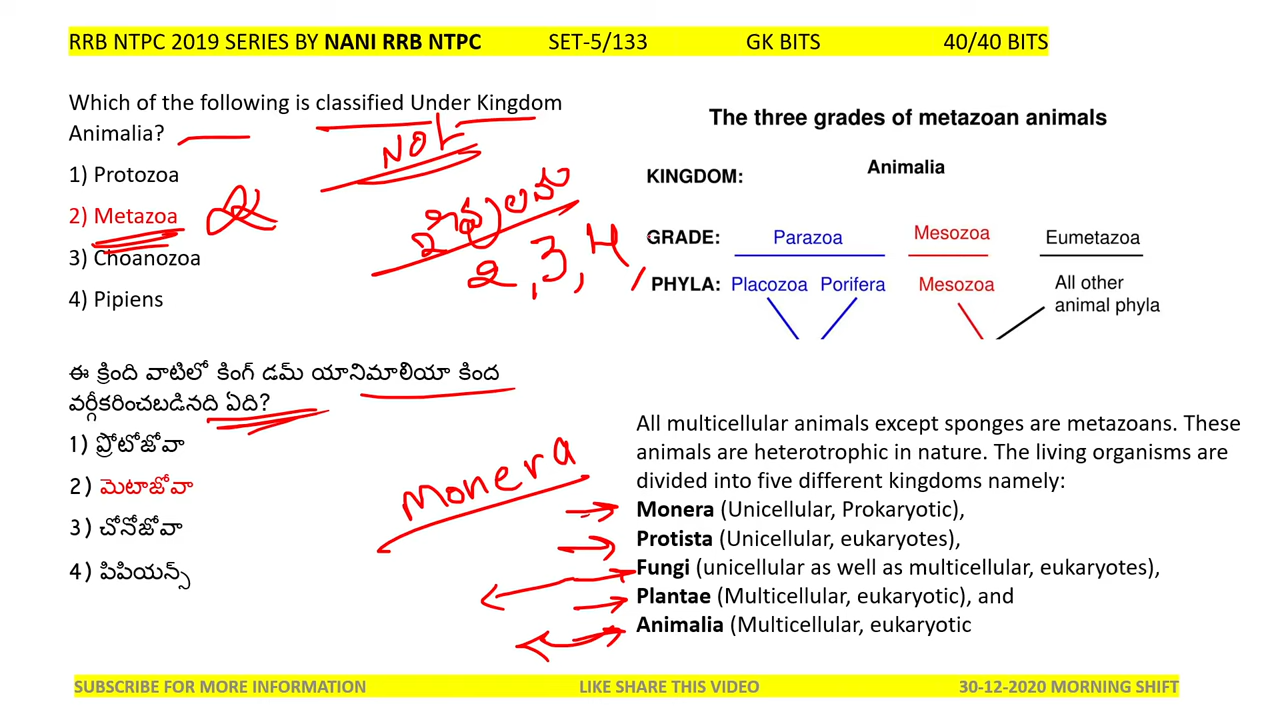 RRB NTPC 2019 SERIES BY NANI RRB NTPC SET-5/133 GK BITS 40/40 BITS
Which of the following is classified Under Kingdom
Animalia?
NOT
1) Protozoa
2) Metazoa
3) Choanozoa
4) Pipiens
2, 3, 4,
ఈ క్రింది వాటిలో కింగ్ డమ్ యానిమాలియా కింద
వర్గీకరించబడినది ఏది?
1) ప్రోటోజోవా
2) మెటాజోవా
3) చోనోజోవా
4) పిపియన్స్
Monera
The three grades of metazoan animals
KINGDOM: Animalia
GRADE: Parazoa Mesozoa Eumetazoa
PHYLA: Placozoa Porifera Mesozoa All other
animal phyla
All multicellular animals except sponges are metazoans. These
animals are heterotrophic in nature. The living organisms are
divided into five different kingdoms namely:
Monera (Unicellular, Prokaryotic),
Protista (Unicellular, eukaryotes),
Fungi (unicellular as well as multicellular, eukaryotes),
Plantae (Multicellular, eukaryotic), and
Animalia (Multicellular, eukaryotic
SUBSCRIBE FOR MORE INFORMATION LIKE SHARE THIS VIDEO 30-12-2020 MORNING SHIFT